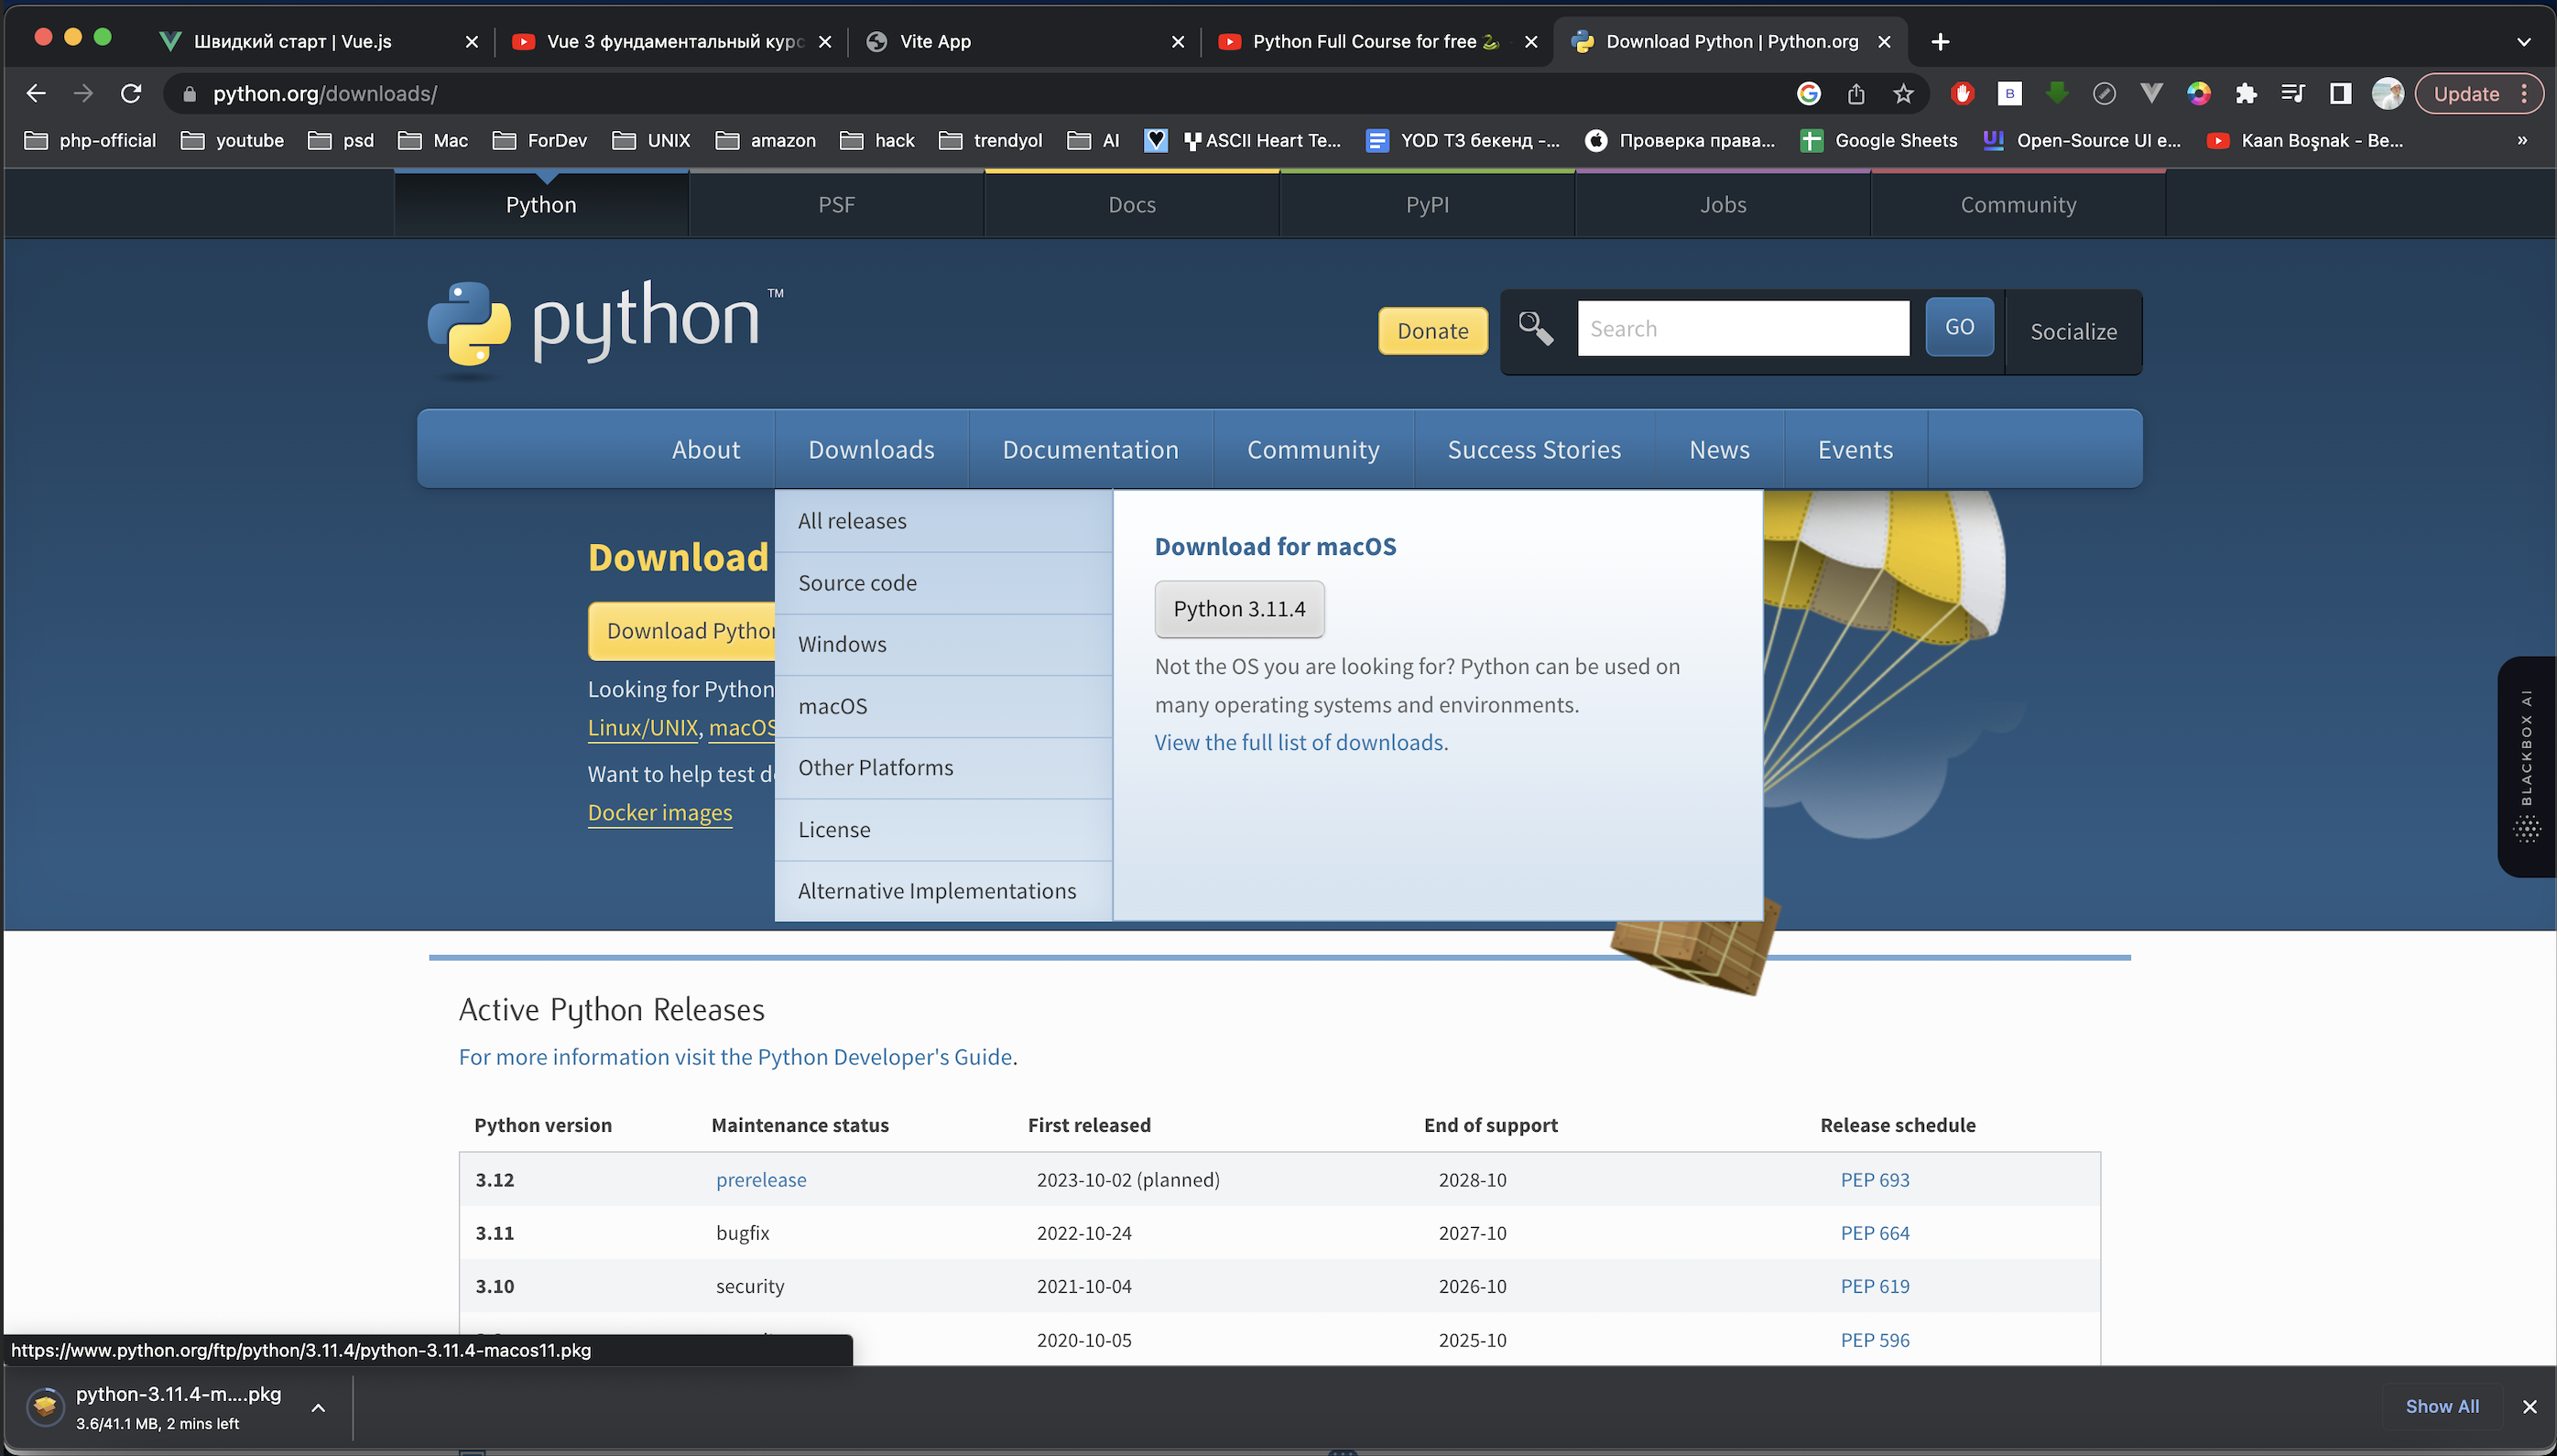 Швидкий старт | Vue.js
Vue 3 фундаментальный курс
Vite App
Python Full Course for free 🐍
Download Python | Python.org
python.org/downloads/
Update
php-official
youtube
psd
Mac
ForDev
UNIX
amazon
hack
trendyol
AI
ASCII Heart Te...
YOD ТЗ бекенд -...
Проверка права...
Google Sheets
Open-Source UI e...
Kaan Boşnak - Be...
»
Python
PSF
Docs
PyPI
Jobs
Community
python™
Donate
Search
GO
Socialize
About
Downloads
Documentation
Community
Success Stories
News
Events
Download
Download Python
Looking for Python
Linux/UNIX, macOS
Want to help test d
Docker images
All releases
Source code
Windows
macOS
Other Platforms
License
Alternative Implementations
Download for macOS
Python 3.11.4
Not the OS you are looking for? Python can be used on
many operating systems and environments.
View the full list of downloads.
BLACKBOX AI
Active Python Releases
For more information visit the Python Developer's Guide.
Python version Maintenance status First released End of support Release schedule
3.12 prerelease 2023-10-02 (planned) 2028-10 PEP 693
3.11 bugfix 2022-10-24 2027-10 PEP 664
3.10 security 2021-10-04 2026-10 PEP 619
2020-10-05 2025-10 PEP 596
https://www.python.org/ftp/python/3.11.4/python-3.11.4-macos11.pkg
python-3.11.4-m....pkg
3.6/41.1 MB, 2 mins left
Show All